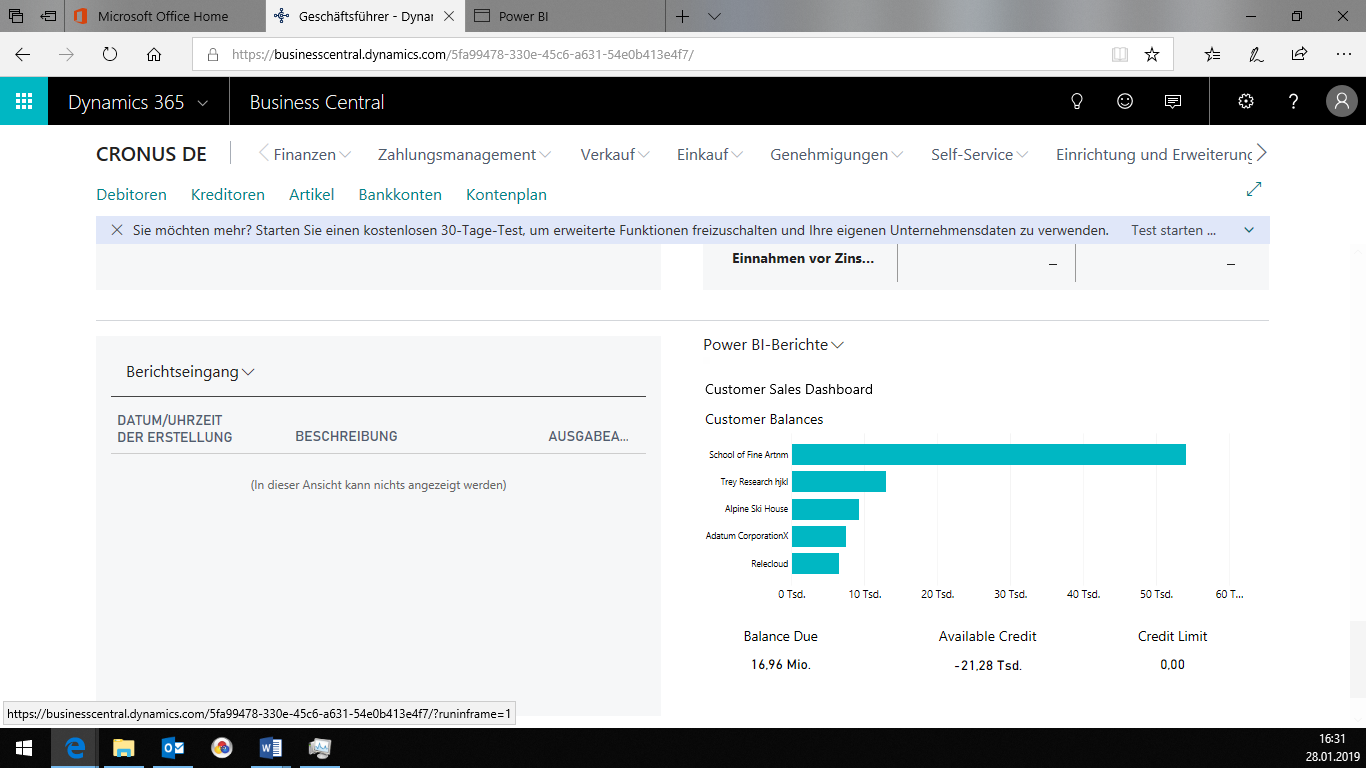 Microsoft Office Home
Geschäftsführer - Dynar
Power BI
https://businesscentral.dynamics.com/5fa99478-330e-45c6-a631-54e0b413e4f7/
Dynamics 365
Business Central
?
CRONUS DE
Finanzen
Zahlungsmanagement
Verkauf
Einkauf
Genehmigungen
Self-Service
Einrichtung und Erweiterung
Debitoren
Kreditoren
Artikel
Bankkonten
Kontenplan
Sie möchten mehr? Starten Sie einen kostenlosen 30-Tage-Test, um erweiterte Funktionen freizuschalten und Ihre eigenen Unternehmensdaten zu verwenden.
Test starten ...
Einnahmen vor Zins...
–
–
Berichtseingang
DATUM/UHRZEIT
DER ERSTELLUNG
BESCHREIBUNG
AUSGABEA...
(In dieser Ansicht kann nichts angezeigt werden)
Power BI-Berichte
Customer Sales Dashboard
Customer Balances
School of Fine Artnm
Trey Research hjkl
Alpine Ski House
Adatum CorporationX
Relecloud
0 Tsd.
10 Tsd.
20 Tsd.
30 Tsd.
40 Tsd.
50 Tsd.
60 T...
Balance Due
Available Credit
Credit Limit
16,96 Mio.
-21,28 Tsd.
0,00
https://businesscentral.dynamics.com/5fa99478-330e-45c6-a631-54e0b413e4f7/?runinframe=1
16:31
28.01.2019